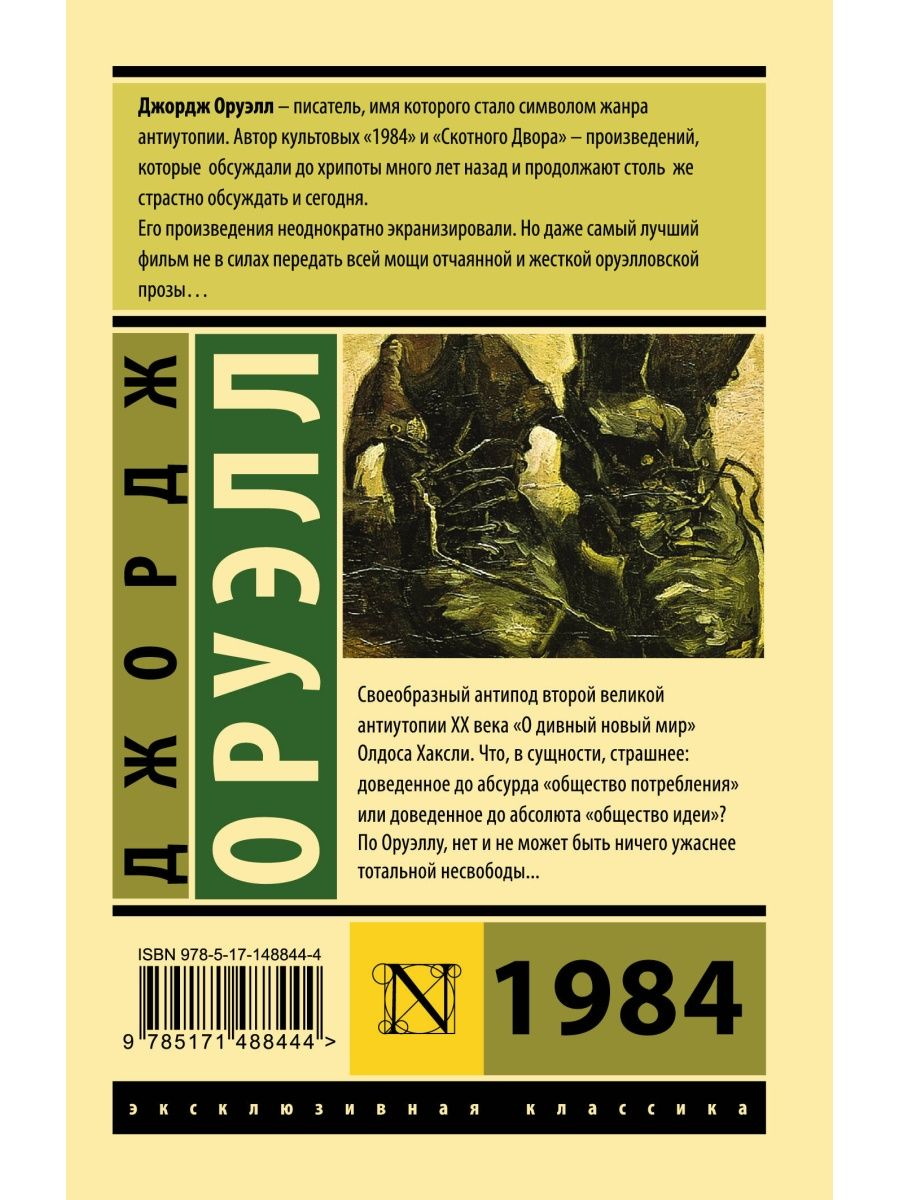 Джордж Оруэлл – писатель, имя которого стало символом жанра
антиутопии. Автор культовых «1984» и «Скотного Двора» – произведений,
которые обсуждали до хрипоты много лет назад и продолжают столь же
страстно обсуждать и сегодня.
Его произведения неоднократно экранизировали. Но даже самый лучший
фильм не в силах передать всей мощи отчаянной и жесткой оруэлловской
прозы…
ДЖОРДЖ
ОРУЭЛЛ
Своеобразный антипод второй великой
антиутопии XX века «О дивный новый мир»
Олдоса Хаксли. Что, в сущности, страшнее:
доведенное до абсурда «общество потребления»
или доведенное до абсолюта «общество идеи»?
По Оруэллу, нет и не может быть ничего ужаснее
тотальной несвободы...
ISBN 978-5-17-148844-4
9 785171 488444 >
N
1984
эксклюзивная классика